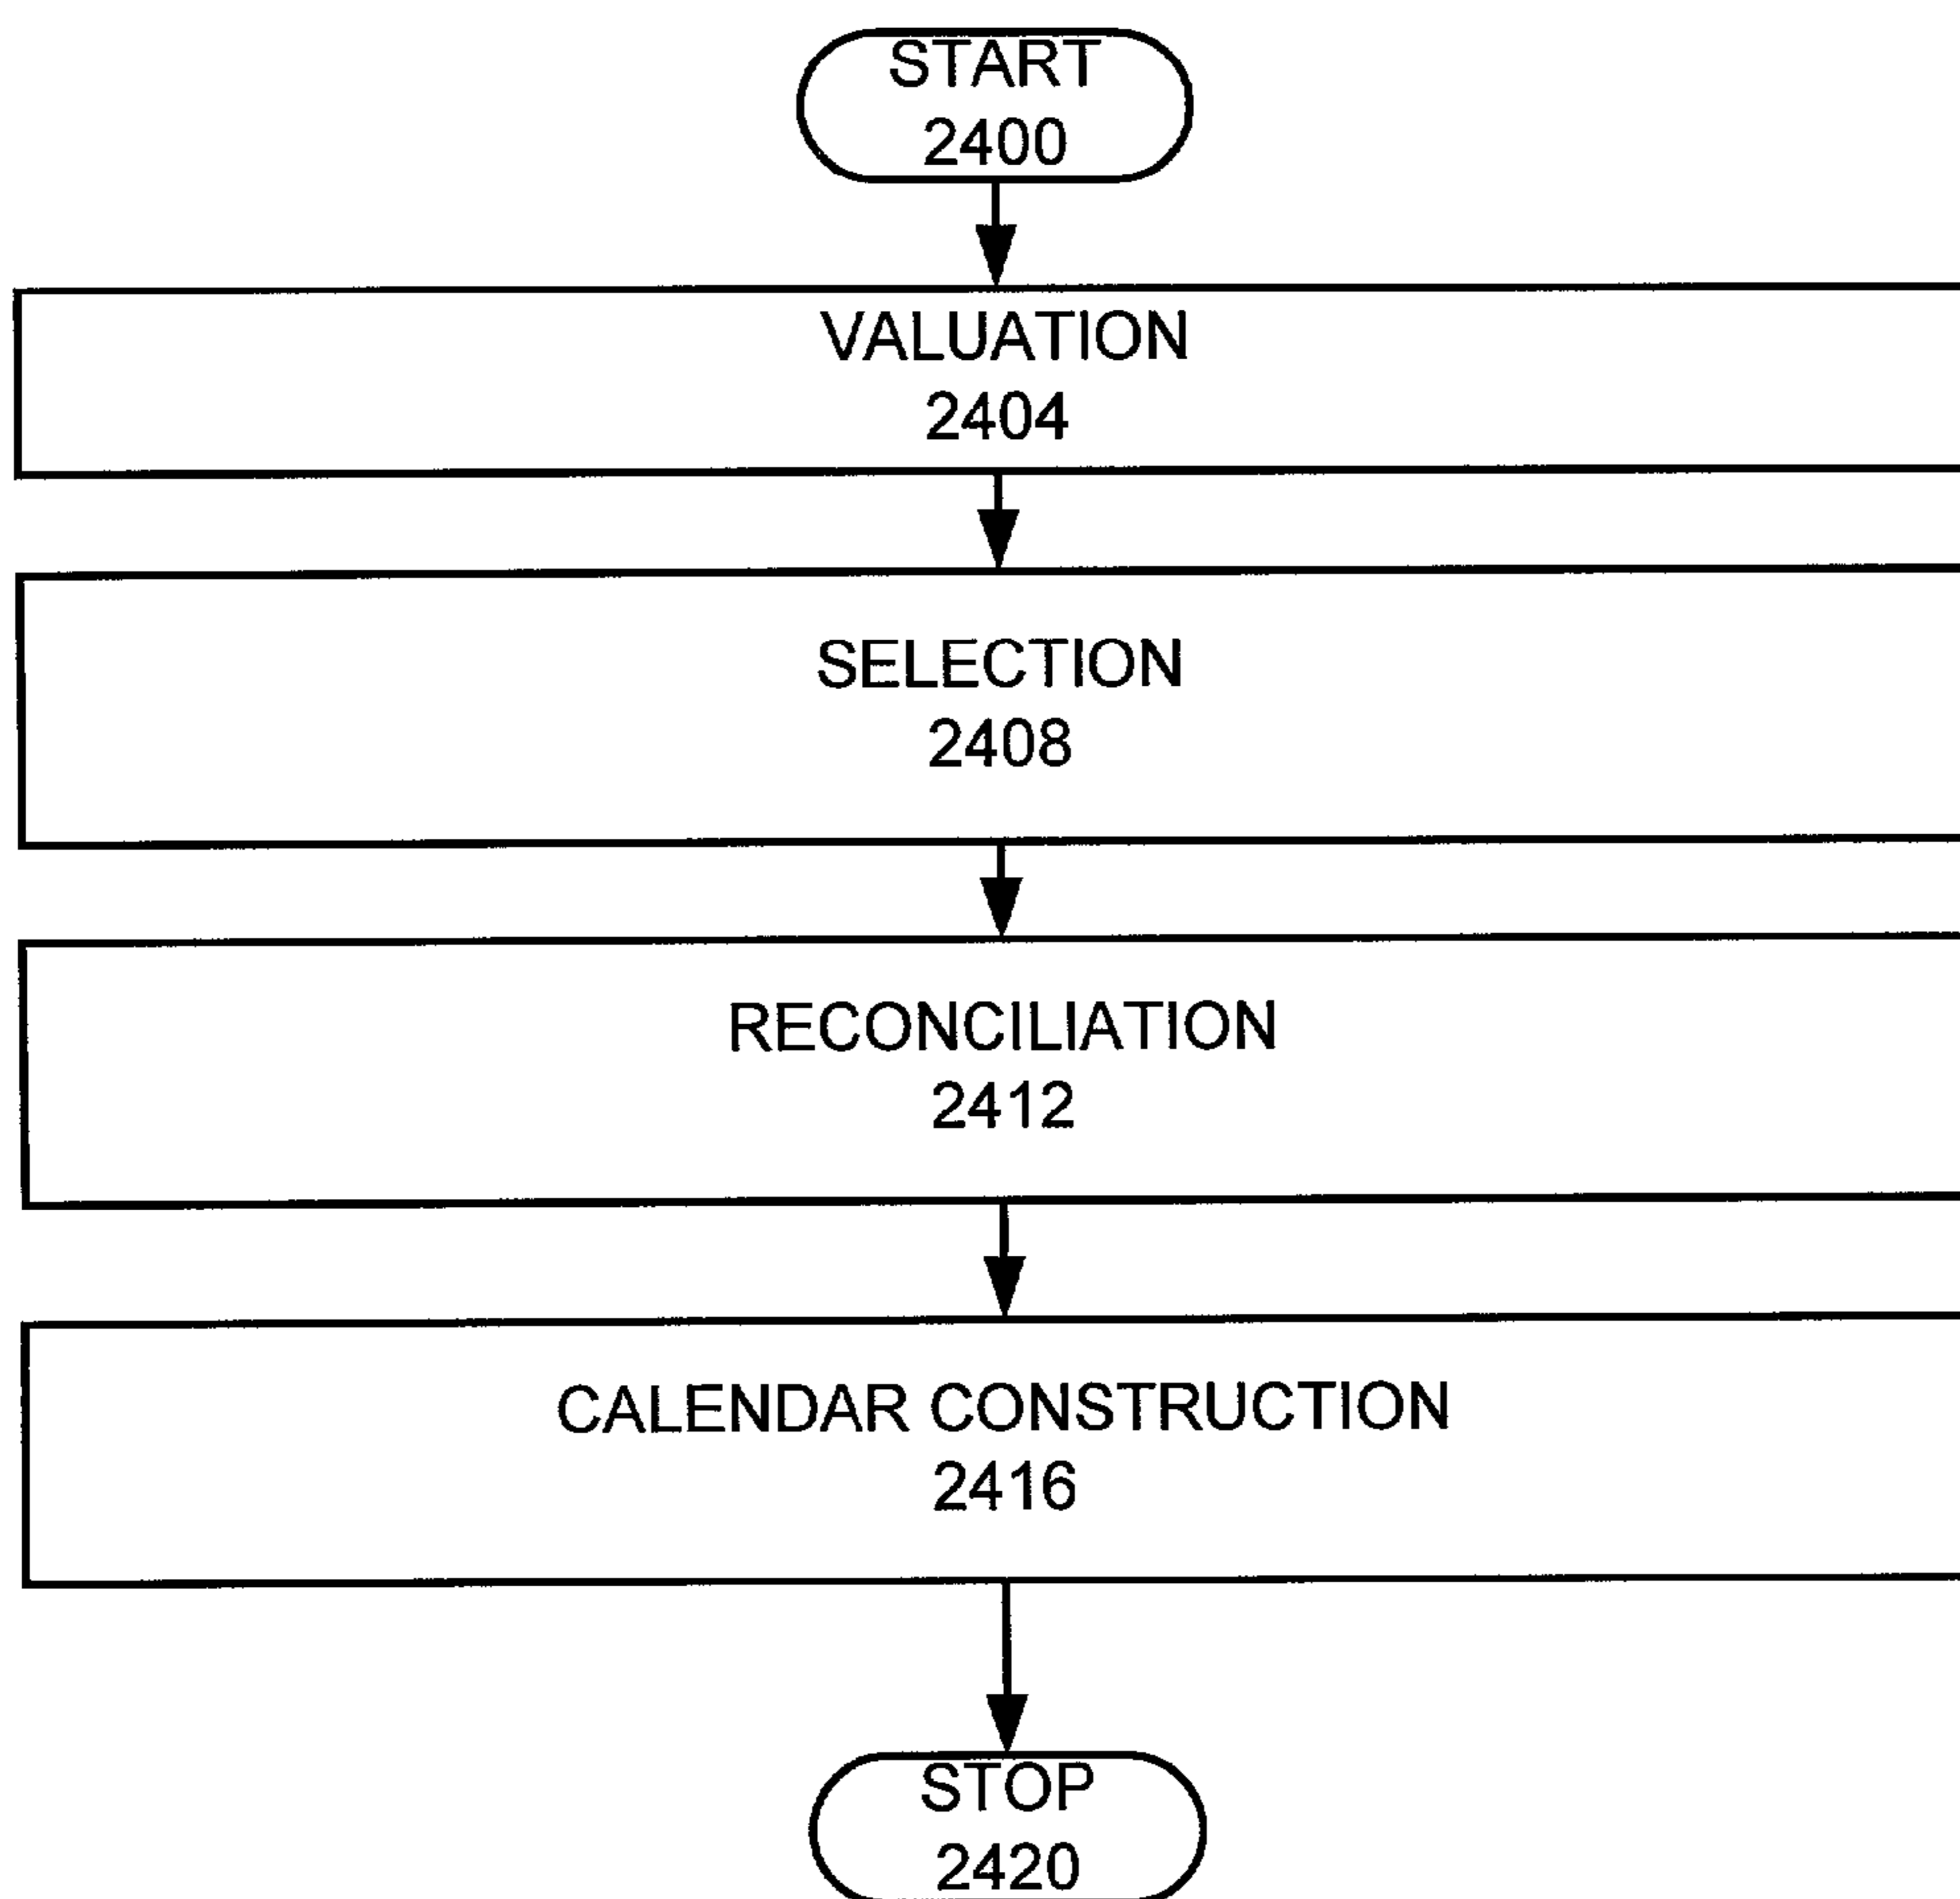 START
2400
VALUATION
2404
SELECTION
2408
RECONCILIATION
2412
CALENDAR CONSTRUCTION
2416
STOP
2420